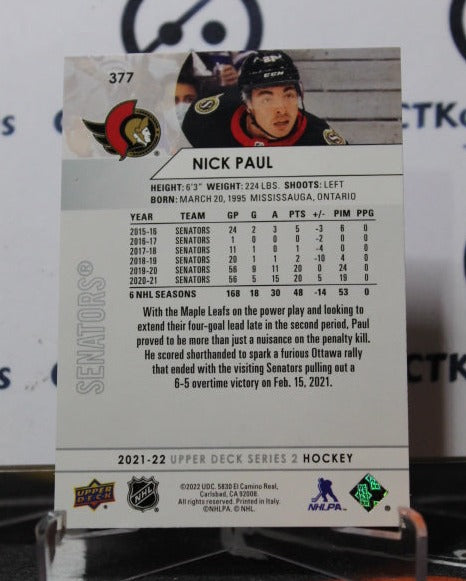 CTKo
377
NICK PAUL
HEIGHT: 6'3" WEIGHT: 224 LBS. SHOOTS: LEFT
BORN: MARCH 20, 1995 MISSISSAUGA, ONTARIO
YEAR TEAM GP G A PTS +/- PIM PPG
2015-16 SENATORS 24 2 3 5 -3 6 0
2016-17 SENATORS 1 0 0 0 -2 0 0
2017-18 SENATORS 11 1 0 1 -4 0 0
2018-19 SENATORS 20 1 1 2 -10 4 0
2019-20 SENATORS 56 9 11 20 0 24 0
2020-21 SENATORS 56 5 15 20 5 19 0
6 NHL SEASONS 168 18 30 48 -14 53 0
SENATORS®
With the Maple Leafs on the power play and looking to
extend their four-goal lead late in the second period, Paul
proved to be more than just a nuisance on the penalty kill.
He scored shorthanded to spark a furious Ottawa rally
that ended with the visiting Senators pulling out a
6-5 overtime victory on Feb. 15, 2021.
2021-22 UPPER DECK SERIES 2 HOCKEY
UPPER DECK
NHL
©2022 UDC. 5830 El Camino Real,
Carlsbad, CA 92008.
All rights reserved. Printed in Italy.
©NHLPA. ©NHL.
NHLPA